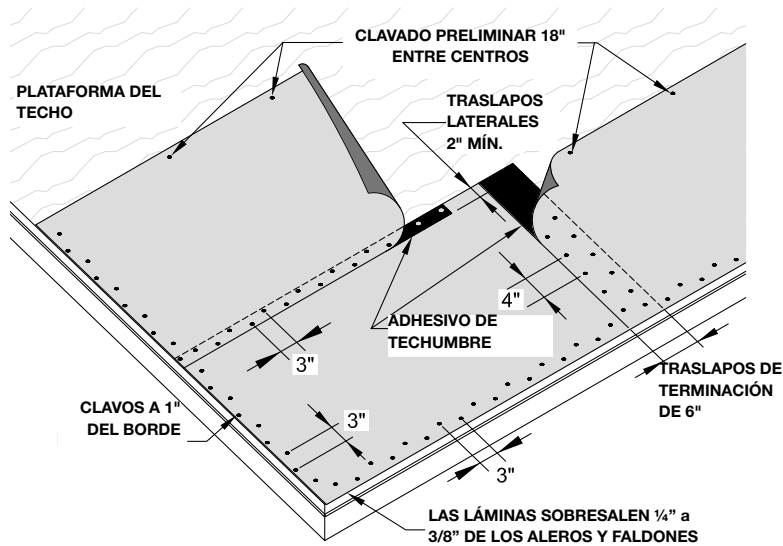 CLAVADO PRELIMINAR 18"
ENTRE CENTROS
PLATAFORMA DEL
TECHO
TRASLAPOS
LATERALES
2" MÍN.
4"
ADHESIVO DE
TECHUMBRE
3"
TRASLAPOS DE
TERMINACIÓN
DE 6"
CLAVOS A 1"
DEL BORDE
3"
3"
LAS LÁMINAS SOBRESALEN ¼” a
3/8” DE LOS ALEROS Y FALDONES